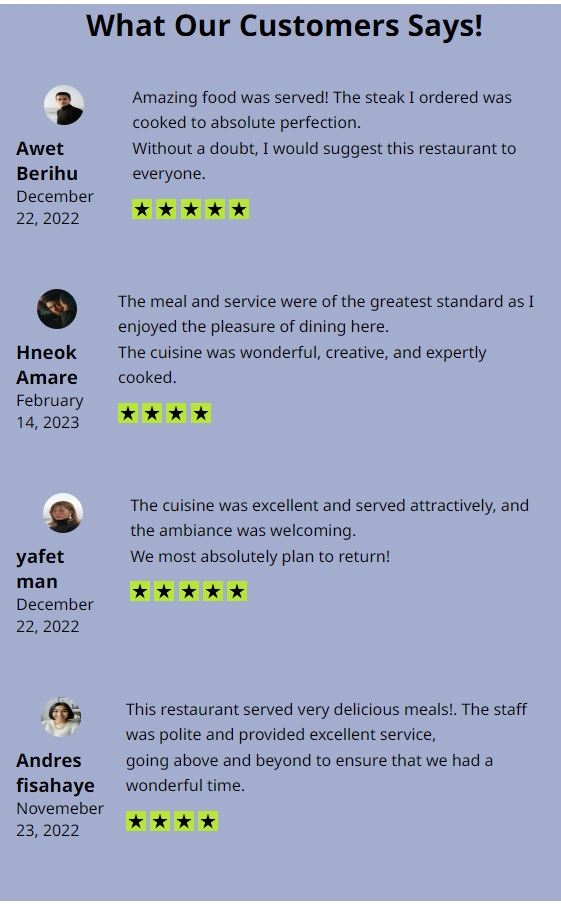 What Our Customers Says!
Awet
Berihu
December
22, 2022
Amazing food was served! The steak I ordered was
cooked to absolute perfection.
Without a doubt, I would suggest this restaurant to
everyone.
Hneok
Amare
February
14, 2023
The meal and service were of the greatest standard as I
enjoyed the pleasure of dining here.
The cuisine was wonderful, creative, and expertly
cooked.
yafet
man
December
22, 2022
The cuisine was excellent and served attractively, and
the ambiance was welcoming.
We most absolutely plan to return!
Andres
fisahaye
Novemeber
23, 2022
This restaurant served very delicious meals!. The staff
was polite and provided excellent service,
going above and beyond to ensure that we had a
wonderful time.